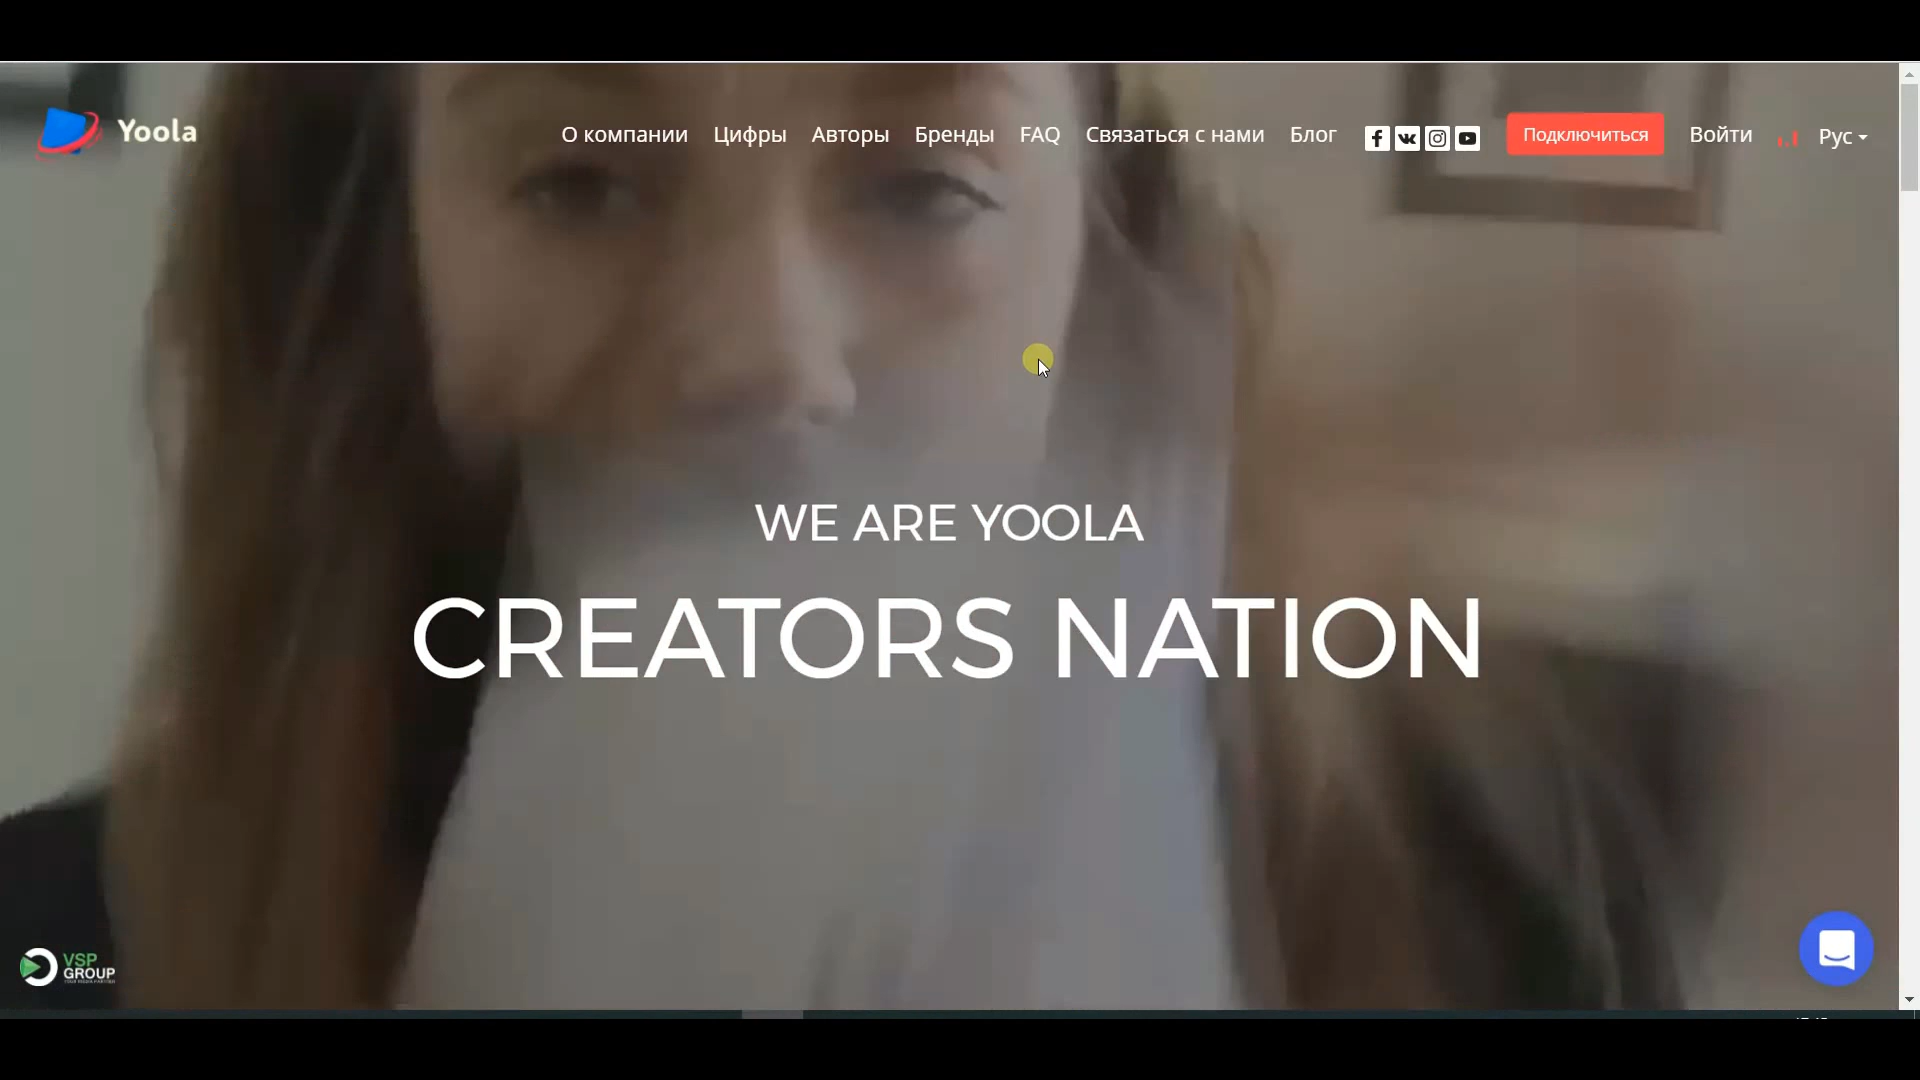 Yoola
О компании Цифры Авторы Бренды FAQ Связаться с нами Блог Подключиться Войти Рус
WE ARE YOOLA
CREATORS NATION
VSP
GROUP